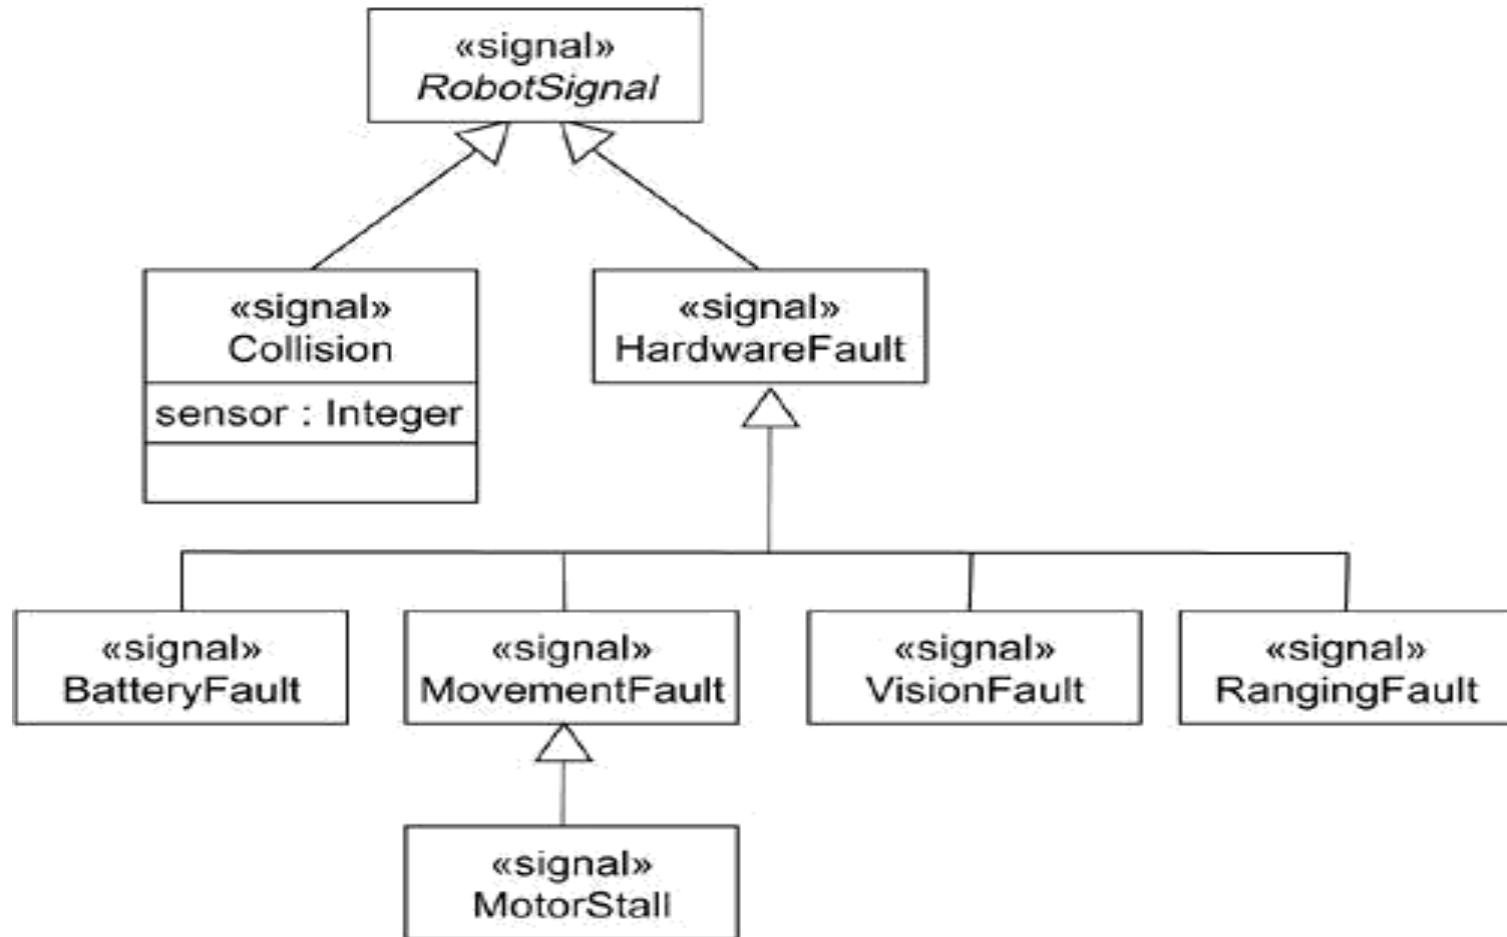 «signal»
RobotSignal
«signal»
Collision
sensor : Integer
«signal»
HardwareFault
«signal»
BatteryFault
«signal»
MovementFault
«signal»
VisionFault
«signal»
RangingFault
«signal»
MotorStall